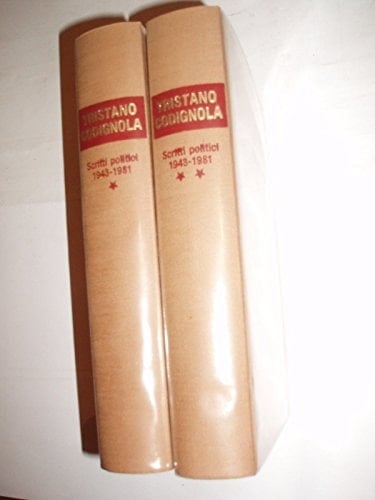 TRISTANO
CODIGNOLA
Scritti politici
1943-1981
★
TRISTANO
CODIGNOLA
Scritti politici
1943-1981
★ ★